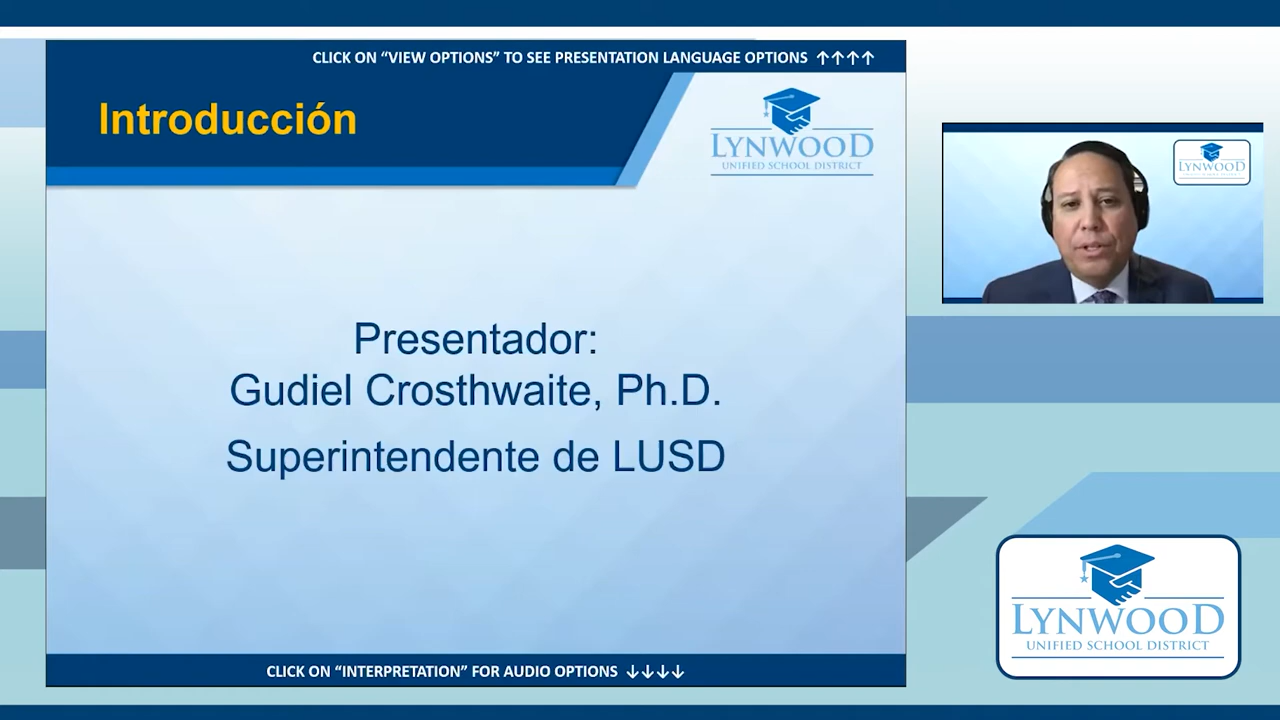 CLICK ON “VIEW OPTIONS” TO SEE PRESENTATION LANGUAGE OPTIONS ↑↑↑↑
Introducción
LYNWOOD
UNIFIED SCHOOL DISTRICT
Presentador:
Gudiel Crosthwaite, Ph.D.
Superintendente de LUSD
CLICK ON “INTERPRETATION” FOR AUDIO OPTIONS ↓↓↓↓
LYNWOOD
LYNWOOD
UNIFIED SCHOOL DISTRICT